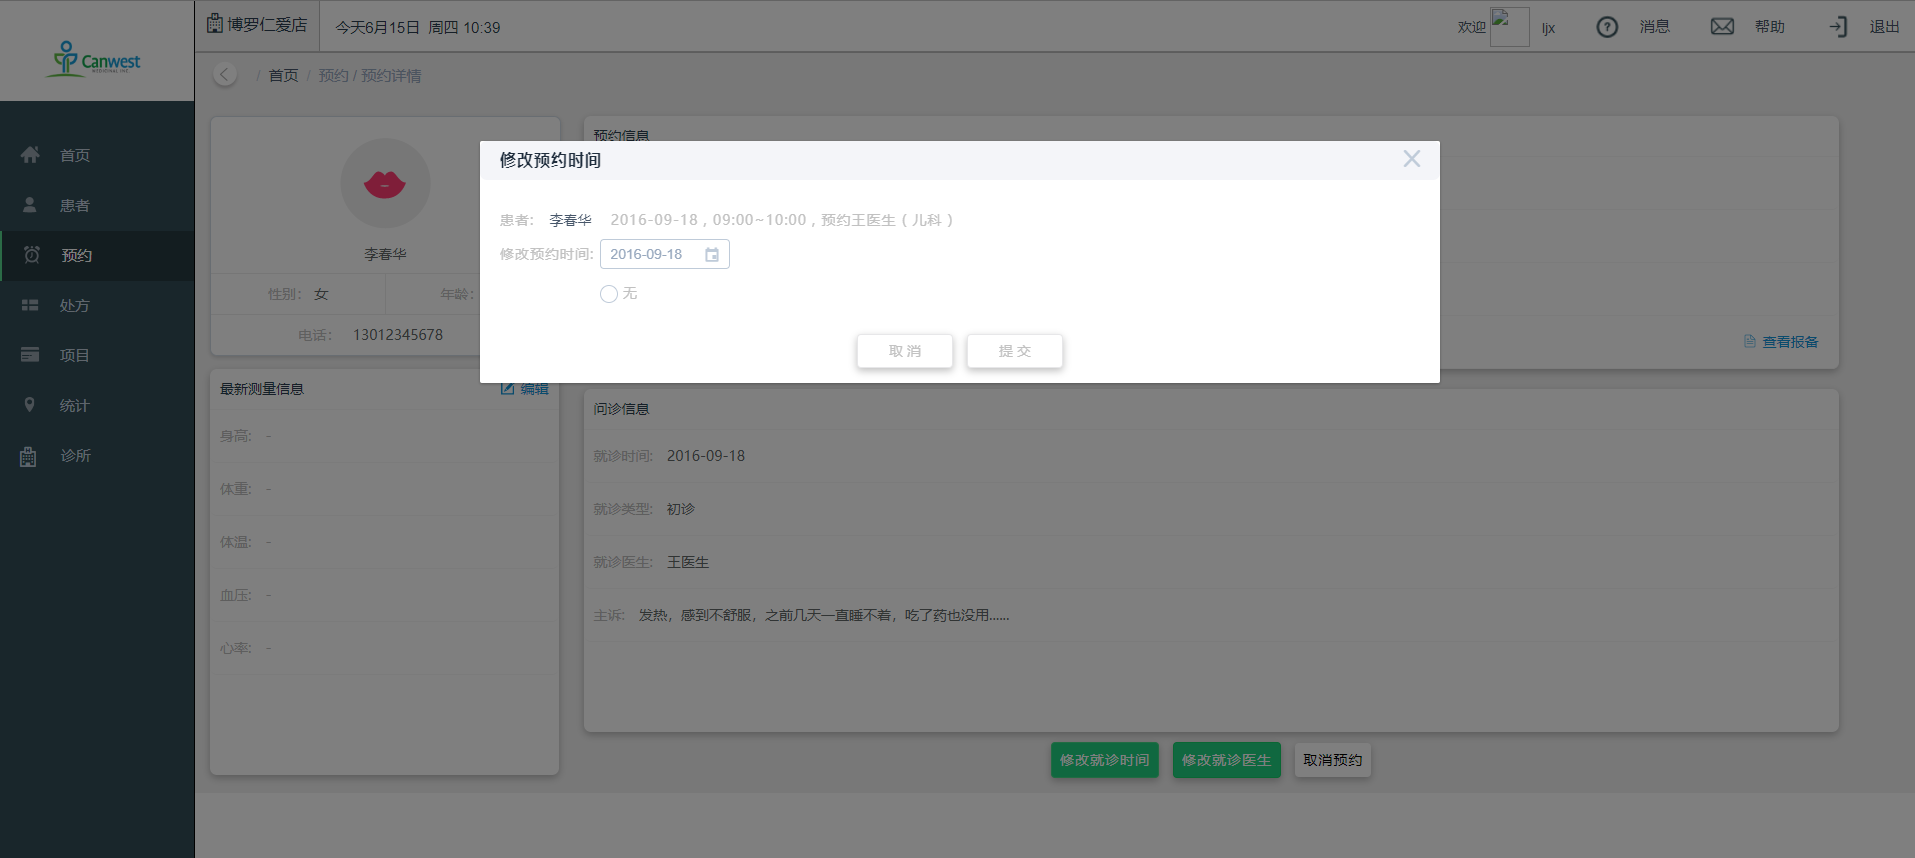 Canwest
博罗仁爱店
今天6月15日 周四 10:39
欢迎 ljx 消息 帮助 退出
/ 首页 / 预约 / 预约详情
首页
患者
预约
处方
项目
统计
诊所
李春华
性别: 女 年龄:
电话: 13012345678
预约信息
修改预约时间
患者: 李春华 2016-09-18 , 09:00~10:00 , 预约王医生 ( 儿科 )
修改预约时间: 2016-09-18
无
取 消 提 交
查看报备
最新测量信息 编辑
身高: -
体重: -
体温: -
血压: -
心率: -
问诊信息
就诊时间: 2016-09-18
就诊类型: 初诊
就诊医生: 王医生
主诉: 发热，感到不舒服，之前几天一直睡不着，吃了药也没用......
修改就诊时间 修改就诊医生 取消预约